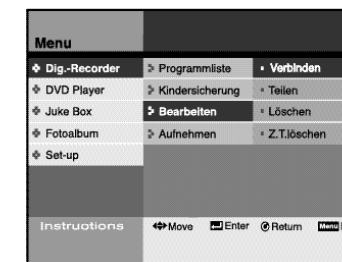 Menu
Dig.-Recorder Programmliste Verbinden
DVD Player Kindersicherung Teilen
Juke Box Bearbeiten Löschen
Fotoalbum Aufnehmen Z.T.löschen
Set-up
Instructions Move Enter Return Menu